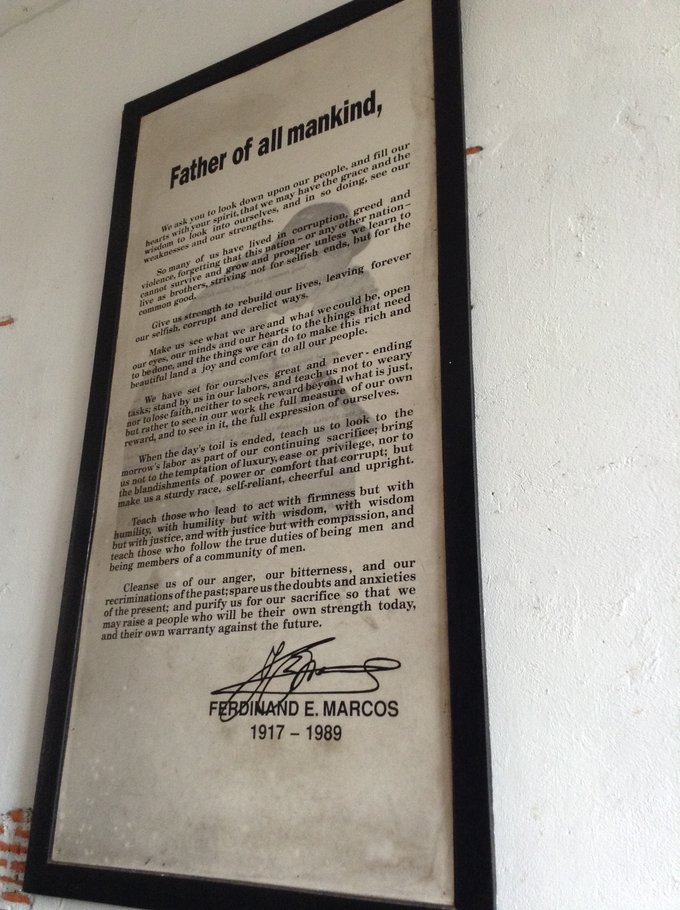 Father of all mankind,
We ask you to look down upon our people, and fill our
hearts with your spirit, that we may have the grace and the
wisdom to look into ourselves, and in so doing, see our
weaknesses and our strengths.
So many of us have lived in corruption, greed and
violence, forgetting that this nation – or any other nation –
cannot survive and grow and prosper unless we learn to
live as brothers, striving not for selfish ends, but for the
common good.
Give us strength to rebuild our lives, leaving forever
our selfish, corrupt and derelict ways.
Make us see what we are and what we could be, open
our eyes, our minds and our hearts to the things that need
to be done, and the things we can do to make this rich and
beautiful land a joy and comfort to all our people.
We have set for ourselves great and never - ending
tasks; stand by us in our labors, and teach us not to weary
nor to lose faith, neither to seek reward beyond what is just,
but rather to see in our work the full measure of our own
reward, and to see in it, the full expression of ourselves.
When the day's toil is ended, teach us to look to the
morrow's labor as part of our continuing sacrifice; bring
us not to the temptation of luxury, ease or privilege, nor to
the blandishments of power or comfort that corrupt; but
make us a sturdy race, self-reliant, cheerful and upright.
Teach those who lead to act with firmness but with
humility, with humility but with wisdom, with wisdom
but with justice, and with justice but with compassion, and
teach those who follow the true duties of being men and
being members of a community of men.
Cleanse us of our anger, our bitterness, and our
recriminations of the past; spare us the doubts and anxieties
of the present; and purify us for our sacrifice so that we
may raise a people who will be their own strength today,
and their own warranty against the future.
FERDINAND E. MARCOS
1917 – 1989